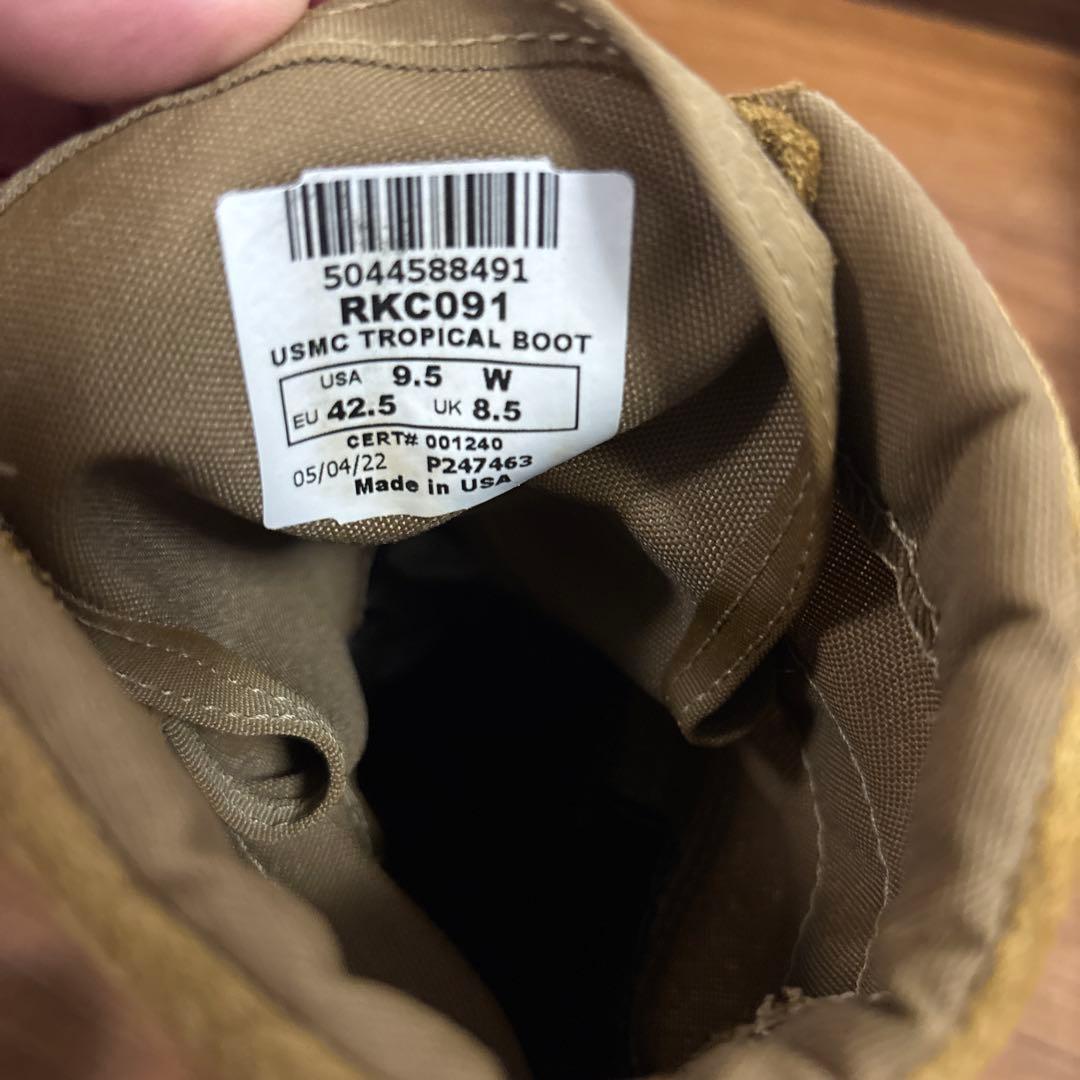 5044588491
RKC091
USMC TROPICAL BOOT
USA 9.5 W
EU 42.5 UK 8.5
CERT# 001240
05/04/22 P247463
Made in USA